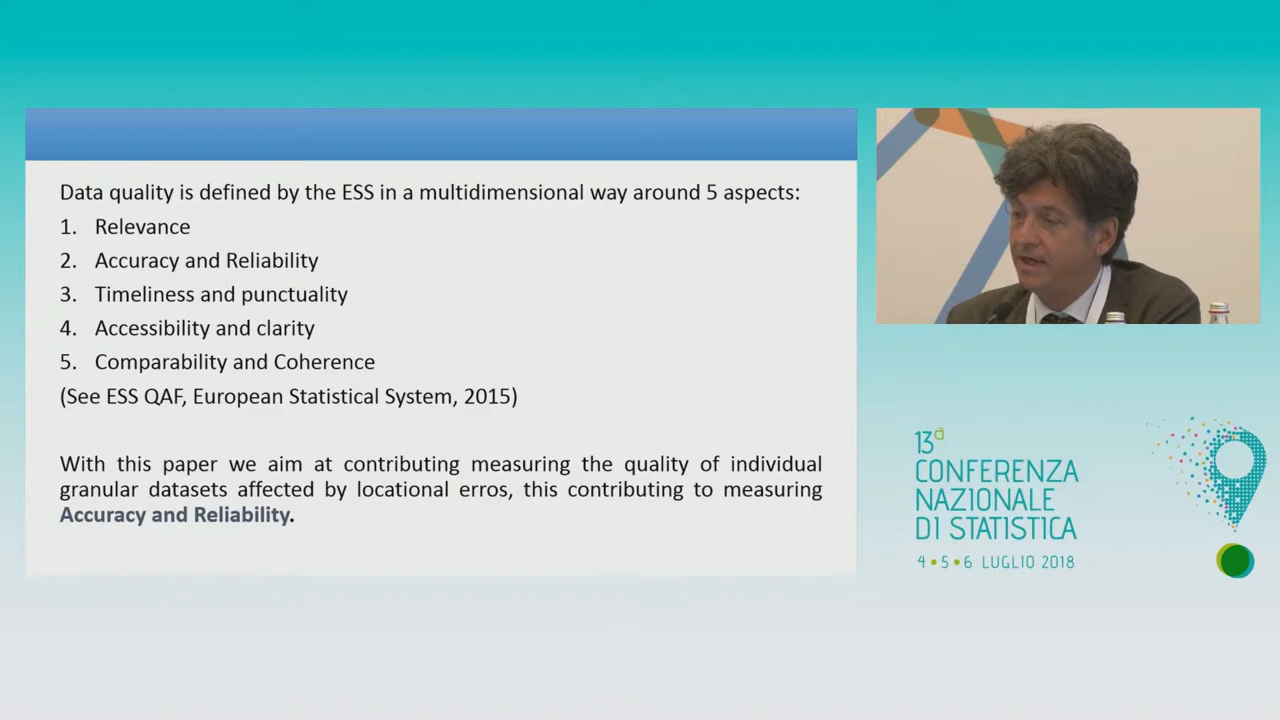 Data quality is defined by the ESS in a multidimensional way around 5 aspects:
1. Relevance
2. Accuracy and Reliability
3. Timeliness and punctuality
4. Accessibility and clarity
5. Comparability and Coherence
(See ESS QAF, European Statistical System, 2015)
With this paper we aim at contributing measuring the quality of individual
granular datasets affected by locational erros, this contributing to measuring
Accuracy and Reliability.
13ª
CONFERENZA
NAZIONALE
DI STATISTICA
4 • 5 • 6 LUGLIO 2018